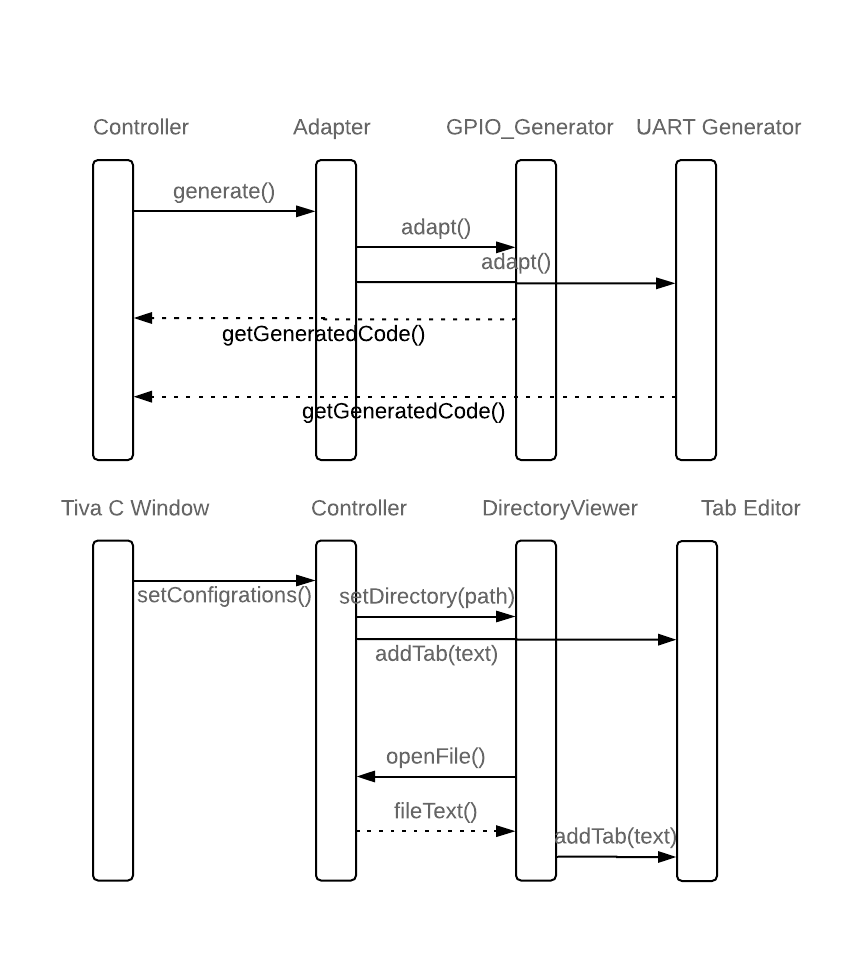 Controller Adapter GPIO_Generator UART Generator
generate()
adapt()
adapt()
getGeneratedCode()
getGeneratedCode()
Tiva C Window Controller DirectoryViewer Tab Editor
setConfigrations() setDirectory(path)
addTab(text)
openFile()
fileText()
addTab(text)